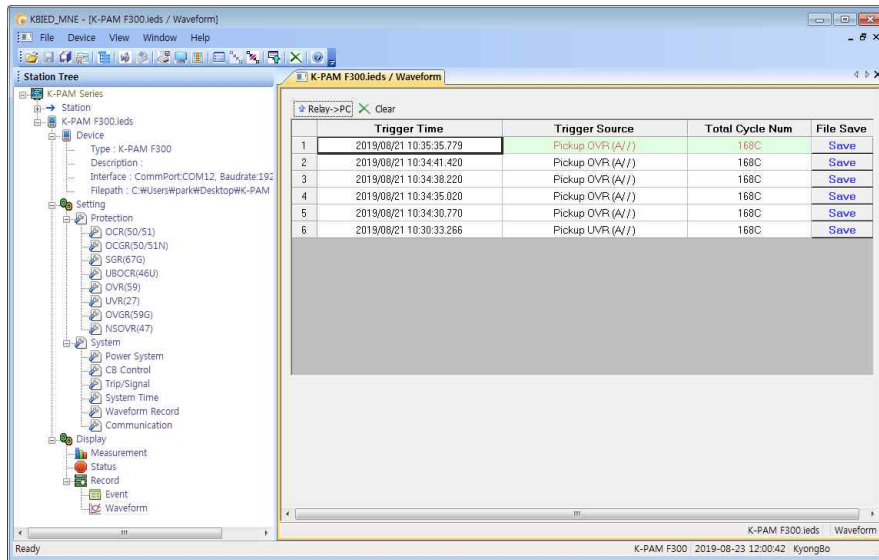 KBIED_MNE - [K-PAM F300.ieds / Waveform]
File Device View Window Help
Station Tree
K-PAM Series
Station
K-PAM F300.ieds
Device
Type : K-PAM F300
Description :
Interface : CommPort:COM12, Baudrate:192
Filepath : C:₩Users₩park₩Desktop₩K-PAM
Setting
Protection
OCR(50/51)
OCGR(50/51N)
SGR(67G)
UBOCR(46U)
OVR(59)
UVR(27)
OVGR(59G)
NSOVR(47)
System
Power System
CB Control
Trip/Signal
System Time
Waveform Record
Communication
Display
Measurement
Status
Record
Event
Waveform
K-PAM F300.ieds / Waveform
Relay->PC Clear
Trigger Time Trigger Source Total Cycle Num File Save
1 2019/08/21 10:35:35.779 Pickup OVR (A//) 168C Save
2 2019/08/21 10:34:41.420 Pickup OVR (A//) 168C Save
3 2019/08/21 10:34:38.220 Pickup OVR (A//) 168C Save
4 2019/08/21 10:34:35.020 Pickup OVR (A//) 168C Save
5 2019/08/21 10:34:30.770 Pickup OVR (A//) 168C Save
6 2019/08/21 10:30:33.266 Pickup UVR (A//) 168C Save
K-PAM F300.ieds Waveform
Ready K-PAM F300 2019-08-23 12:00:42 KyongBo